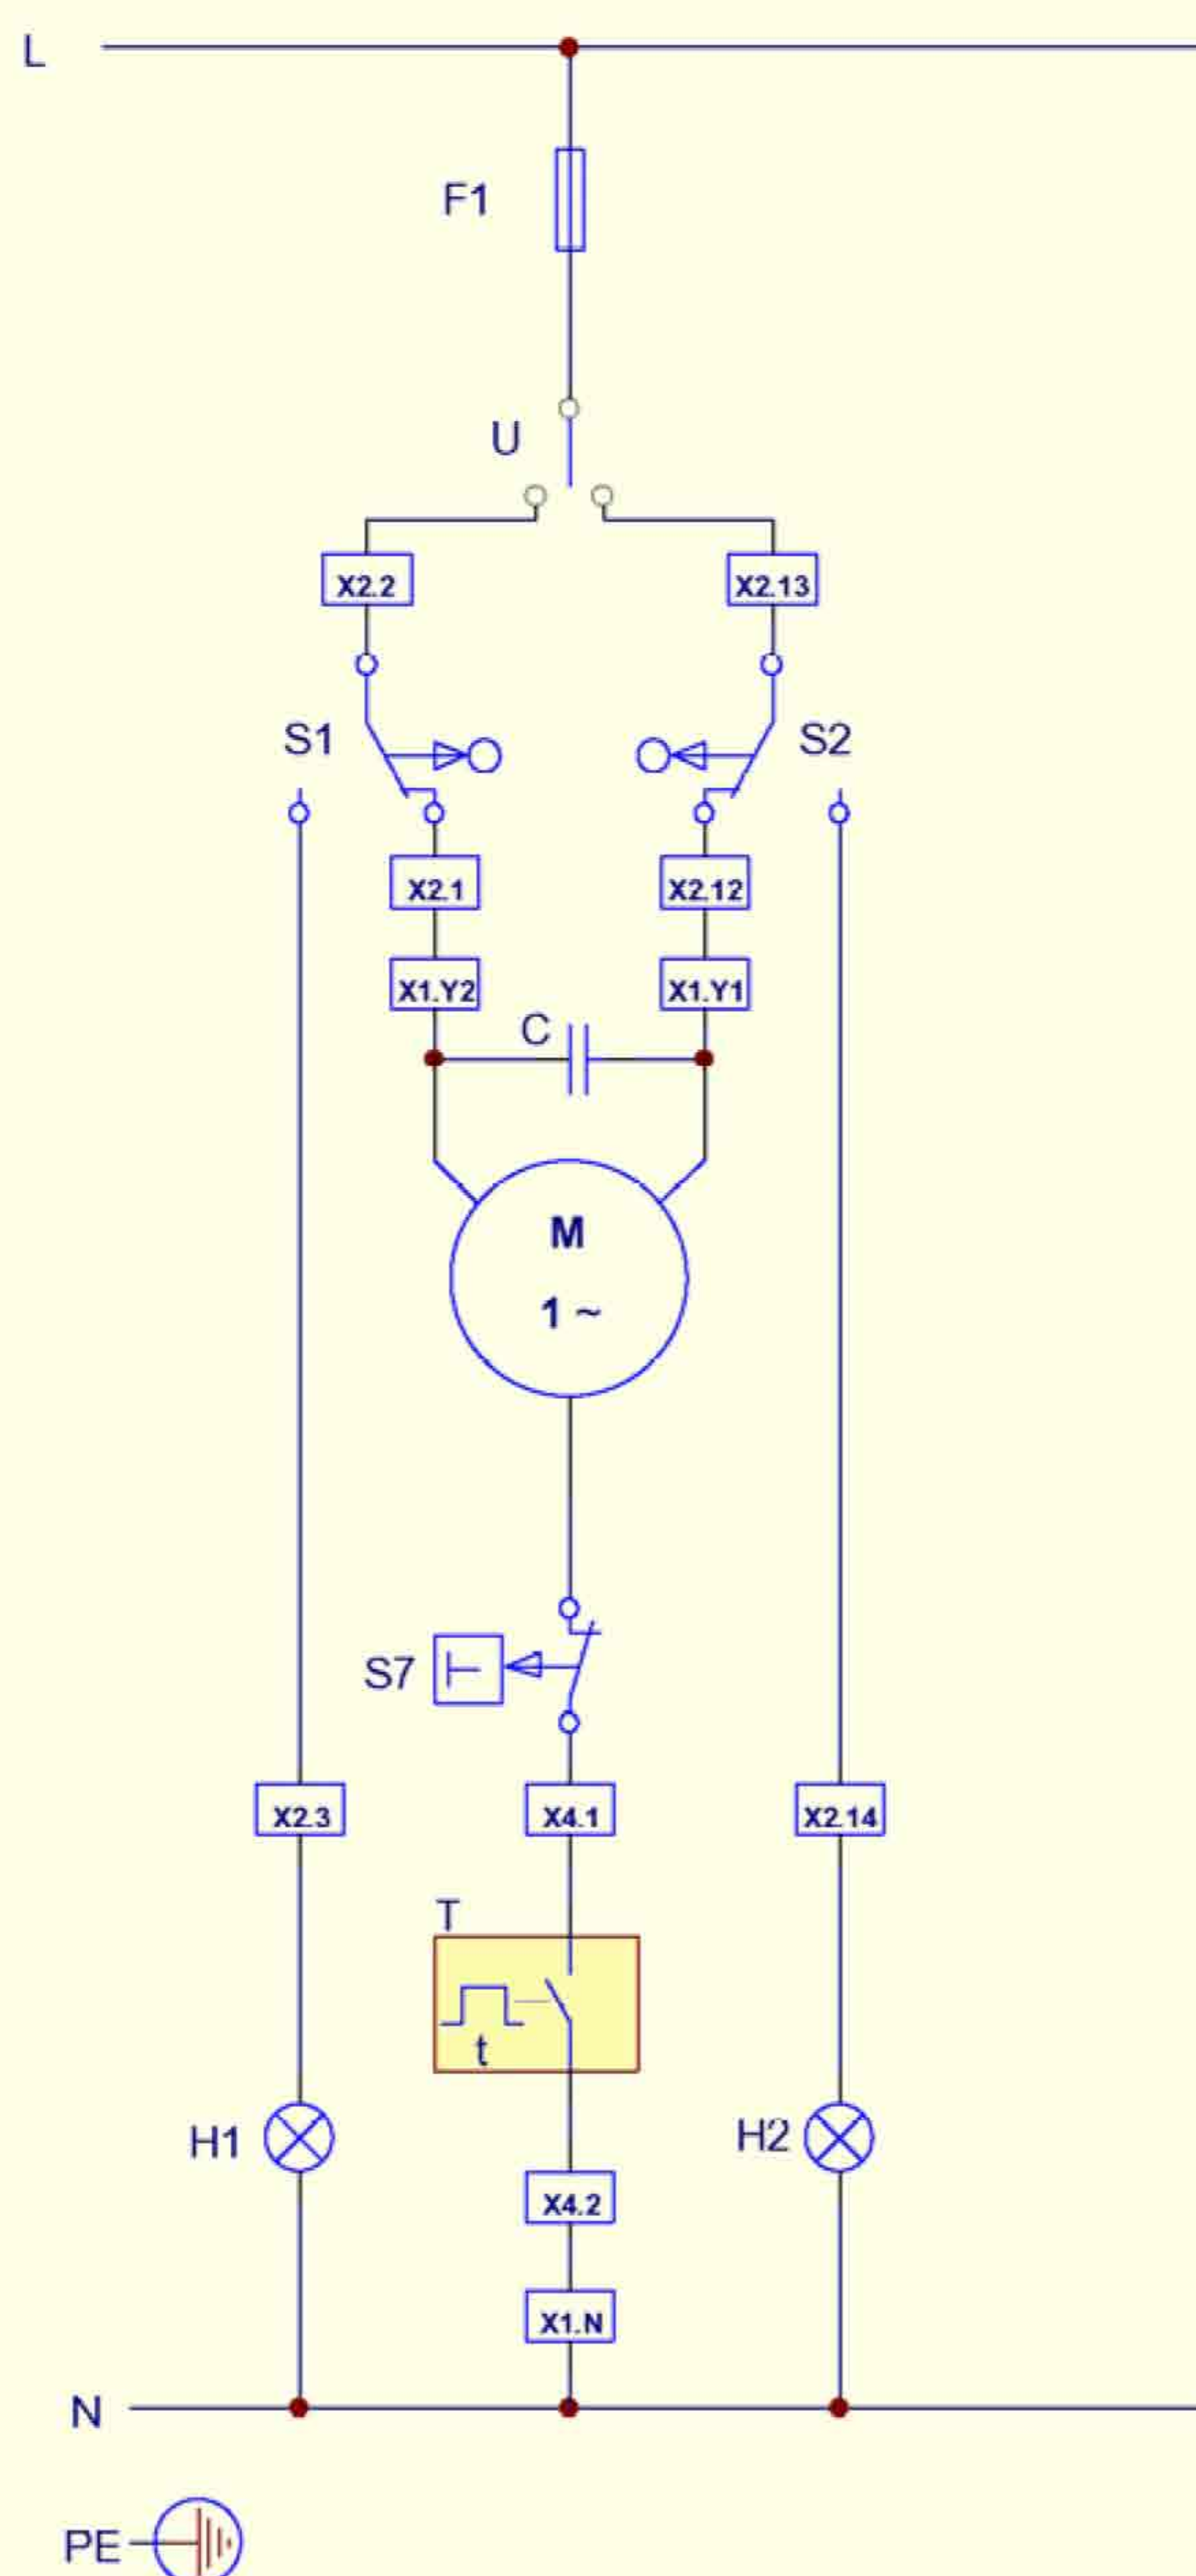 L
F1
U
X2.2 X2.13
S1 S2
X2.1 X2.12
X1.Y2 X1.Y1
C
M
1 ~
S7
X2.3 X4.1 X2.14
T
t
H1 H2
X4.2
X1.N
N
PE